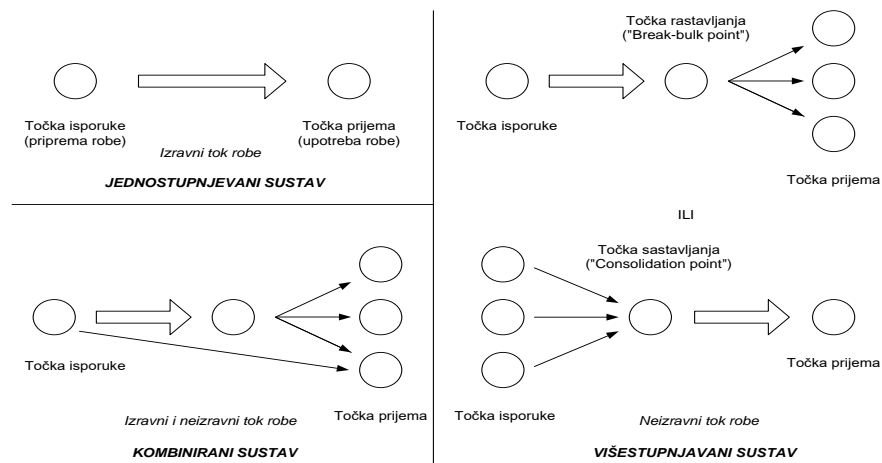 Točka isporuke
(priprema robe)
Točka prijema
(upotreba robe)
Izravni tok robe
JEDNOSTUPNJEVANI SUSTAV
Točka rastavljanja
("Break-bulk point")
Točka isporuke
Točka prijema
ILI
Točka isporuke
Točka prijema
Izravni i neizravni tok robe
KOMBINIRANI SUSTAV
Točka sastavljanja
("Consolidation point")
Točka prijema
Točka isporuke
Neizravni tok robe
VIŠESTUPNJAVANI SUSTAV